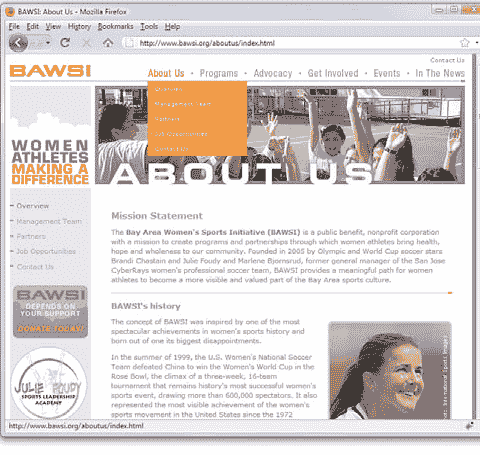 BAWSI: About Us - Mozilla Firefox
File Edit View History Bookmarks Tools Help
http://www.bawsi.org/aboutus/index.html
Contact Us
BAWSI
About Us • Programs • Advocacy • Get Involved • Events • In The News
Overview
Management Team
Partners
Job Opportunities
Contact Us
WOMEN
ATHLETES
MAKING A
DIFFERENCE
ABOUT US
Overview
Management Team
Partners
Job Opportunities
Contact Us
BAWSI
DEPENDS ON
YOUR SUPPORT
DONATE TODAY!
JULIE FOUDY
SPORTS LEADERSHIP
ACADEMY
Mission Statement
The Bay Area Women's Sports Initiative (BAWSI) is a public benefit, nonprofit corporation
with a mission to create programs and partnerships through which women athletes bring health,
hope and wholeness to our community. Founded in 2005 by Olympic and World Cup soccer stars
Brandi Chastain and Julie Foudy and Marlene Bjornsrud, former general manager of the San Jose
CyberRays women's professional soccer team, BAWSI provides a meaningful path for women
athletes to become a more visible and valued part of the Bay Area sports culture.
BAWSI's history
The concept of BAWSI was inspired by one of the most
spectacular achievements in women's sports history and
born out of one its biggest disappointments.
In the summer of 1999, the U.S. Women's National Soccer
Team defeated China to win the Women's World Cup in the
Rose Bowl, the climax of a three-week, 16-team
tournament that remains history's most successful women's
sports event, drawing more than 600,000 spectators. It also
represented the most visible achievement of the women's
sports movement in the United States since the 1972
http://www.bawsi.org/aboutus/index.html